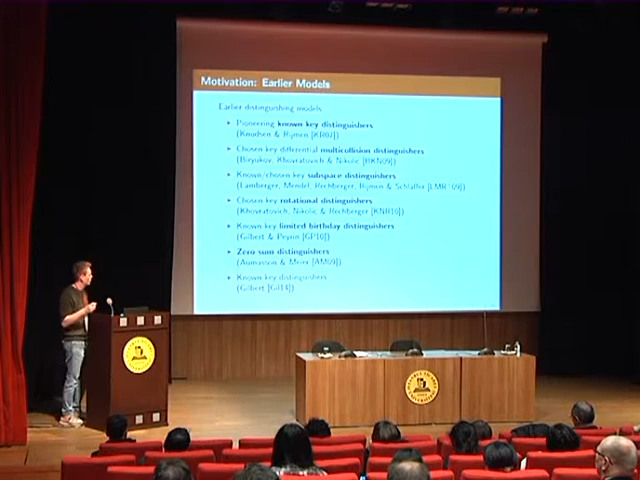 Motivation: Earlier Models
Earlier distinguishing models
Pioneering known key distinguishers
(Knudsen & Rijmen [KR07])
Chosen key differential multicollision distinguishers
(Biryukov, Khovratovich & Nikolic [BKN09])
Known/chosen key subspace distinguishers
(Lamberger, Mendel, Rechberger, Rijmen & Schläffer [LMR+09])
Chosen key rotational distinguishers
(Khovratovich, Nikolic & Rechberger [KNR10])
Known key limited birthday distinguishers
(Gilbert & Peyrin [GP10])
Zero sum distinguishers
(Aumasson & Meier [AM09])
Known key distinguishers
(Gilbert [Gil14])